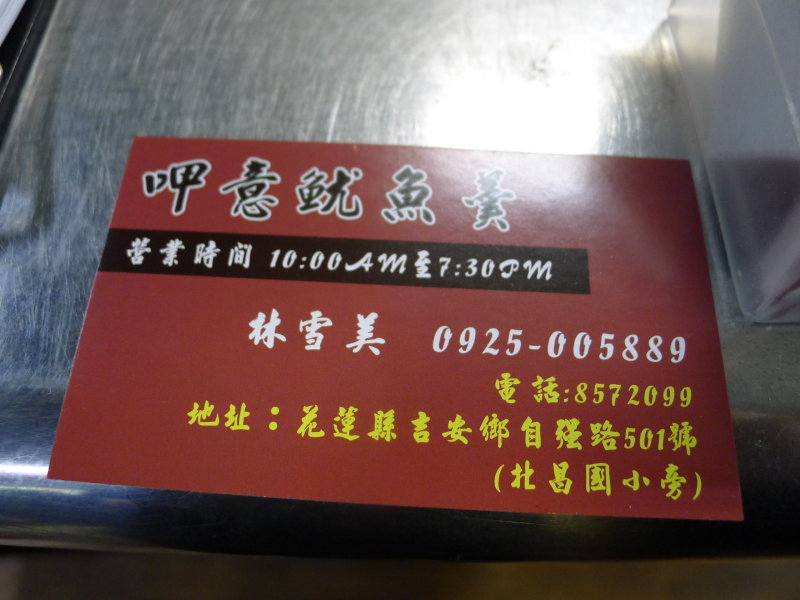 呷意魷魚羹
營業時間 10:00AM至7:30PM
林雪美 0925-005889
電話:8572099
地址：花蓮縣吉安鄉自強路501號
(北昌國小旁)